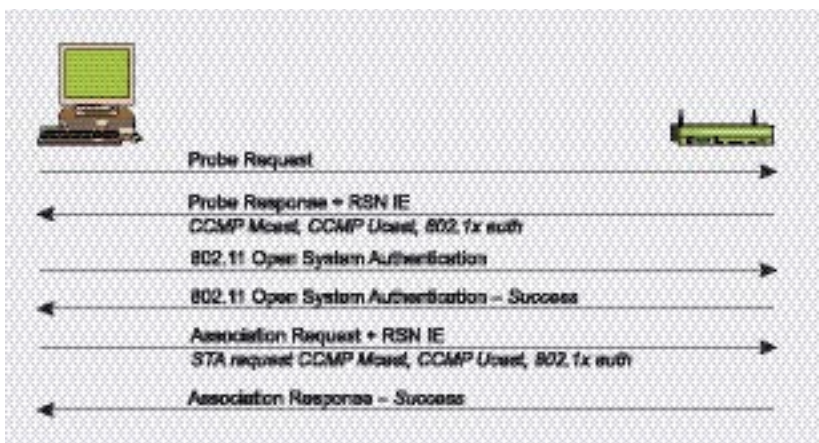 Probe Request
Probe Response + RSN IE
CCMP Mcast, CCMP Ucast, 802.1x auth
802.11 Open System Authentication
802.11 Open System Authentication – Success
Association Request + RSN IE
STA request CCMP Mcast, CCMP Ucast, 802.1x auth
Association Response – Success